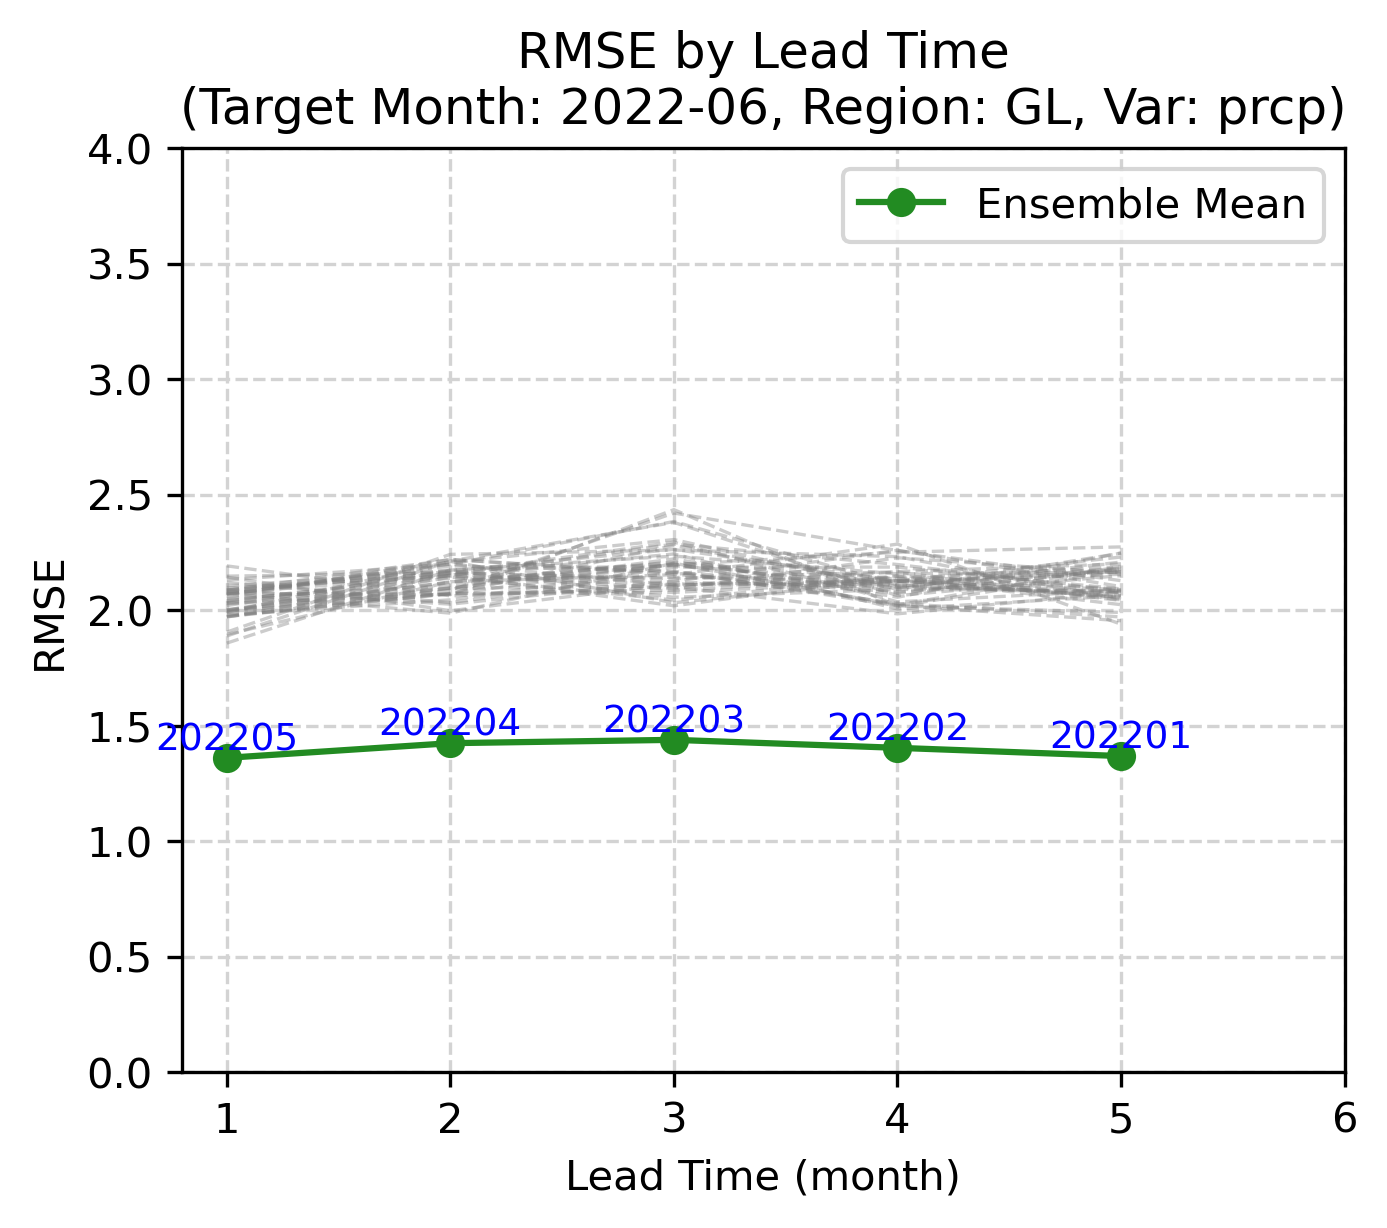 RMSE by Lead Time
(Target Month: 2022-06, Region: GL, Var: prcp)
Ensemble Mean
4.0
3.5
3.0
2.5
2.0
1.5
1.0
0.5
0.0
RMSE
202205
202204
202203
202202
202201
1 2 3 4 5 6
Lead Time (month)